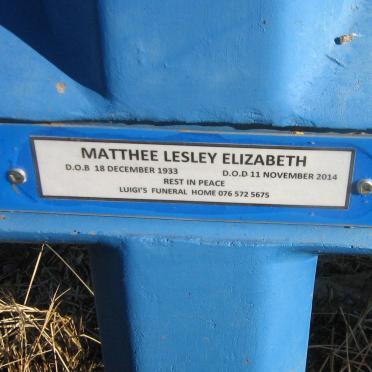 MATTHEE LESLEY ELIZABETH
D.O.B 18 DECEMBER 1933 D.O.D 11 NOVEMBER 2014
REST IN PEACE
LUIGI'S FUNERAL HOME 076 572 5675